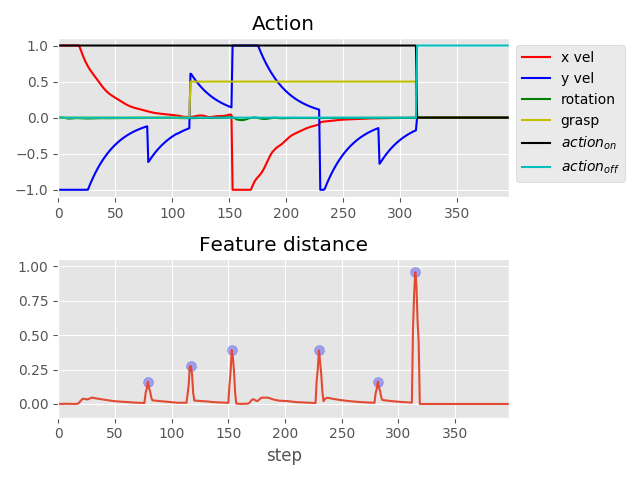 Action
1.0
0.5
0.0
−0.5
−1.0
0 50 100 150 200 250 300 350
x vel
y vel
rotation
grasp
action_on
action_off
Feature distance
1.00
0.75
0.50
0.25
0.00
0 50 100 150 200 250 300 350
step